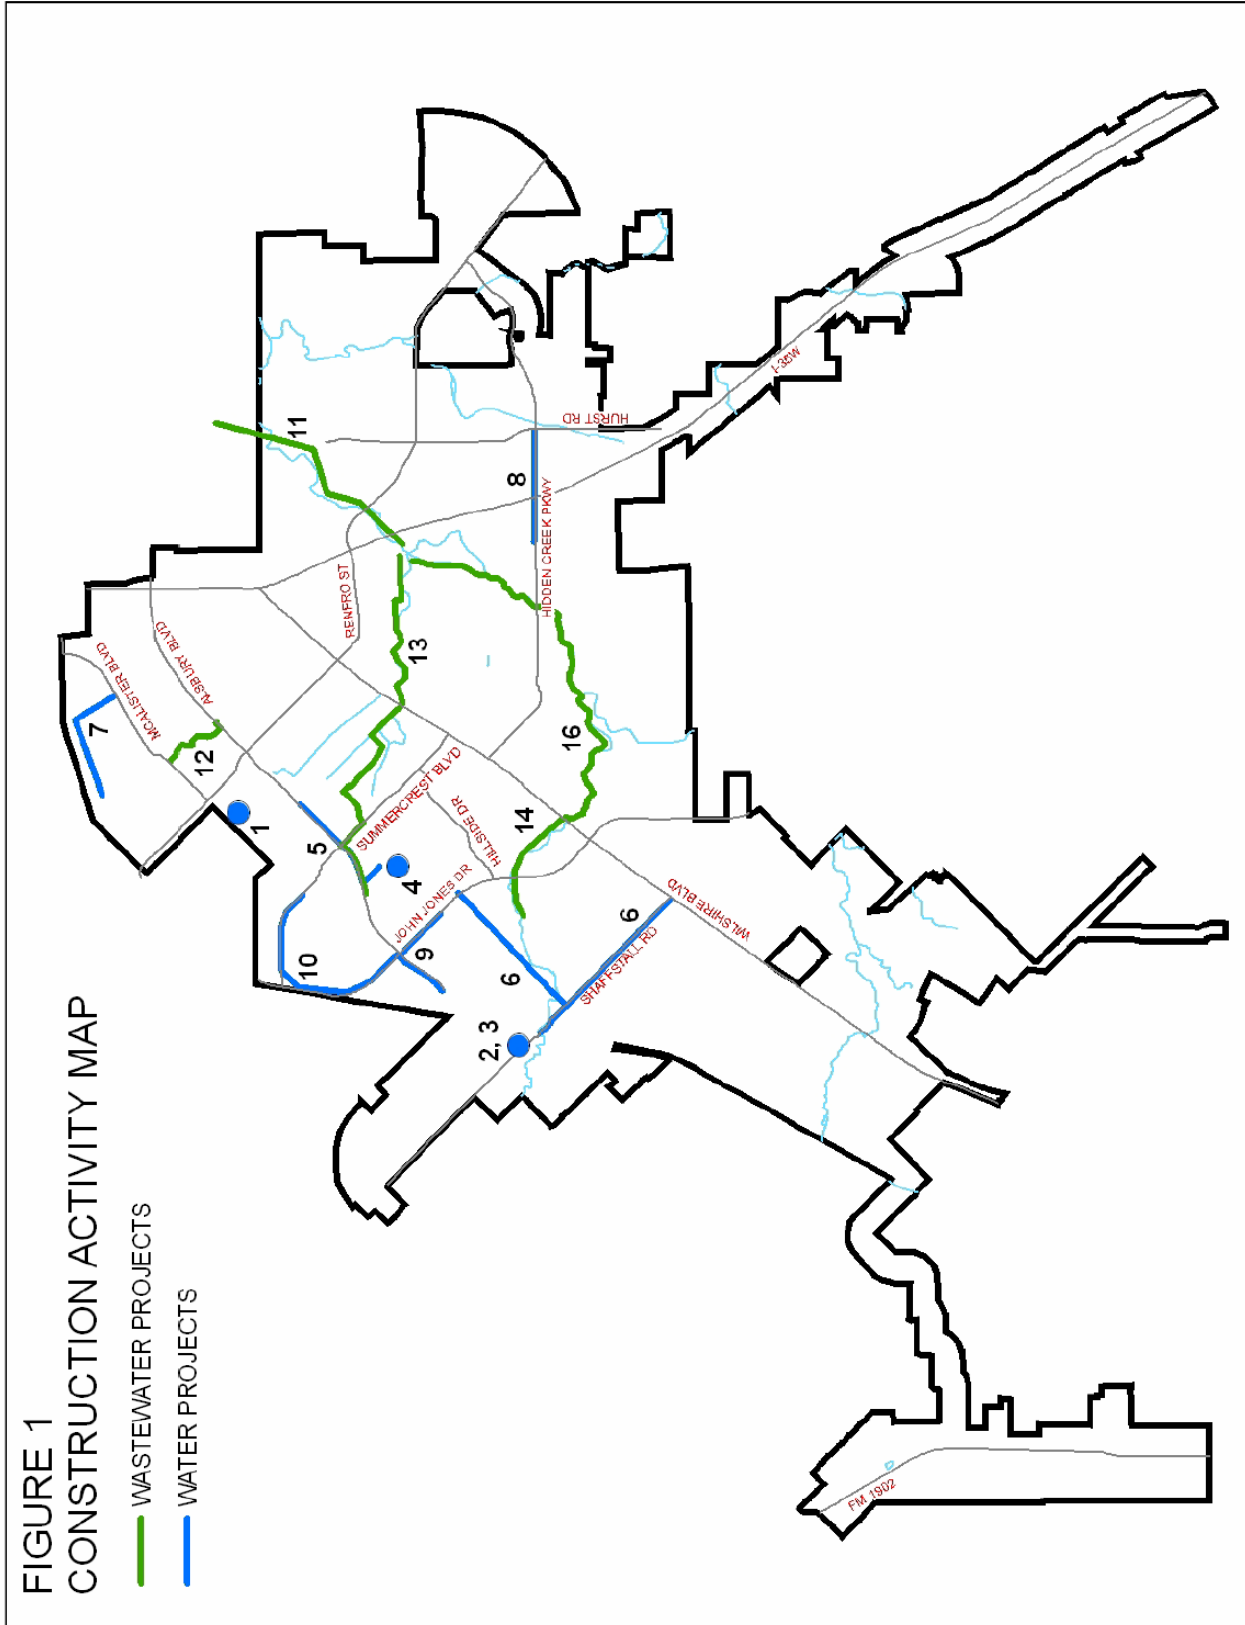 FIGURE 1
CONSTRUCTION ACTIVITY MAP
WASTEWATER PROJECTS
WATER PROJECTS
7
MCALISTER BLVD
ALSBURY BLVD
12
1
RENFRO ST
11
5
SUMMERCREST BLVD
13
4
HILLSIDE DR
JOHN JONES DR
10
9
14
16
8
HIDDEN CREEK PKWY
HURST RD
I-35W
6
6
SHAFFSTALL RD
2, 3
WILSHIRE BLVD
FM 1902